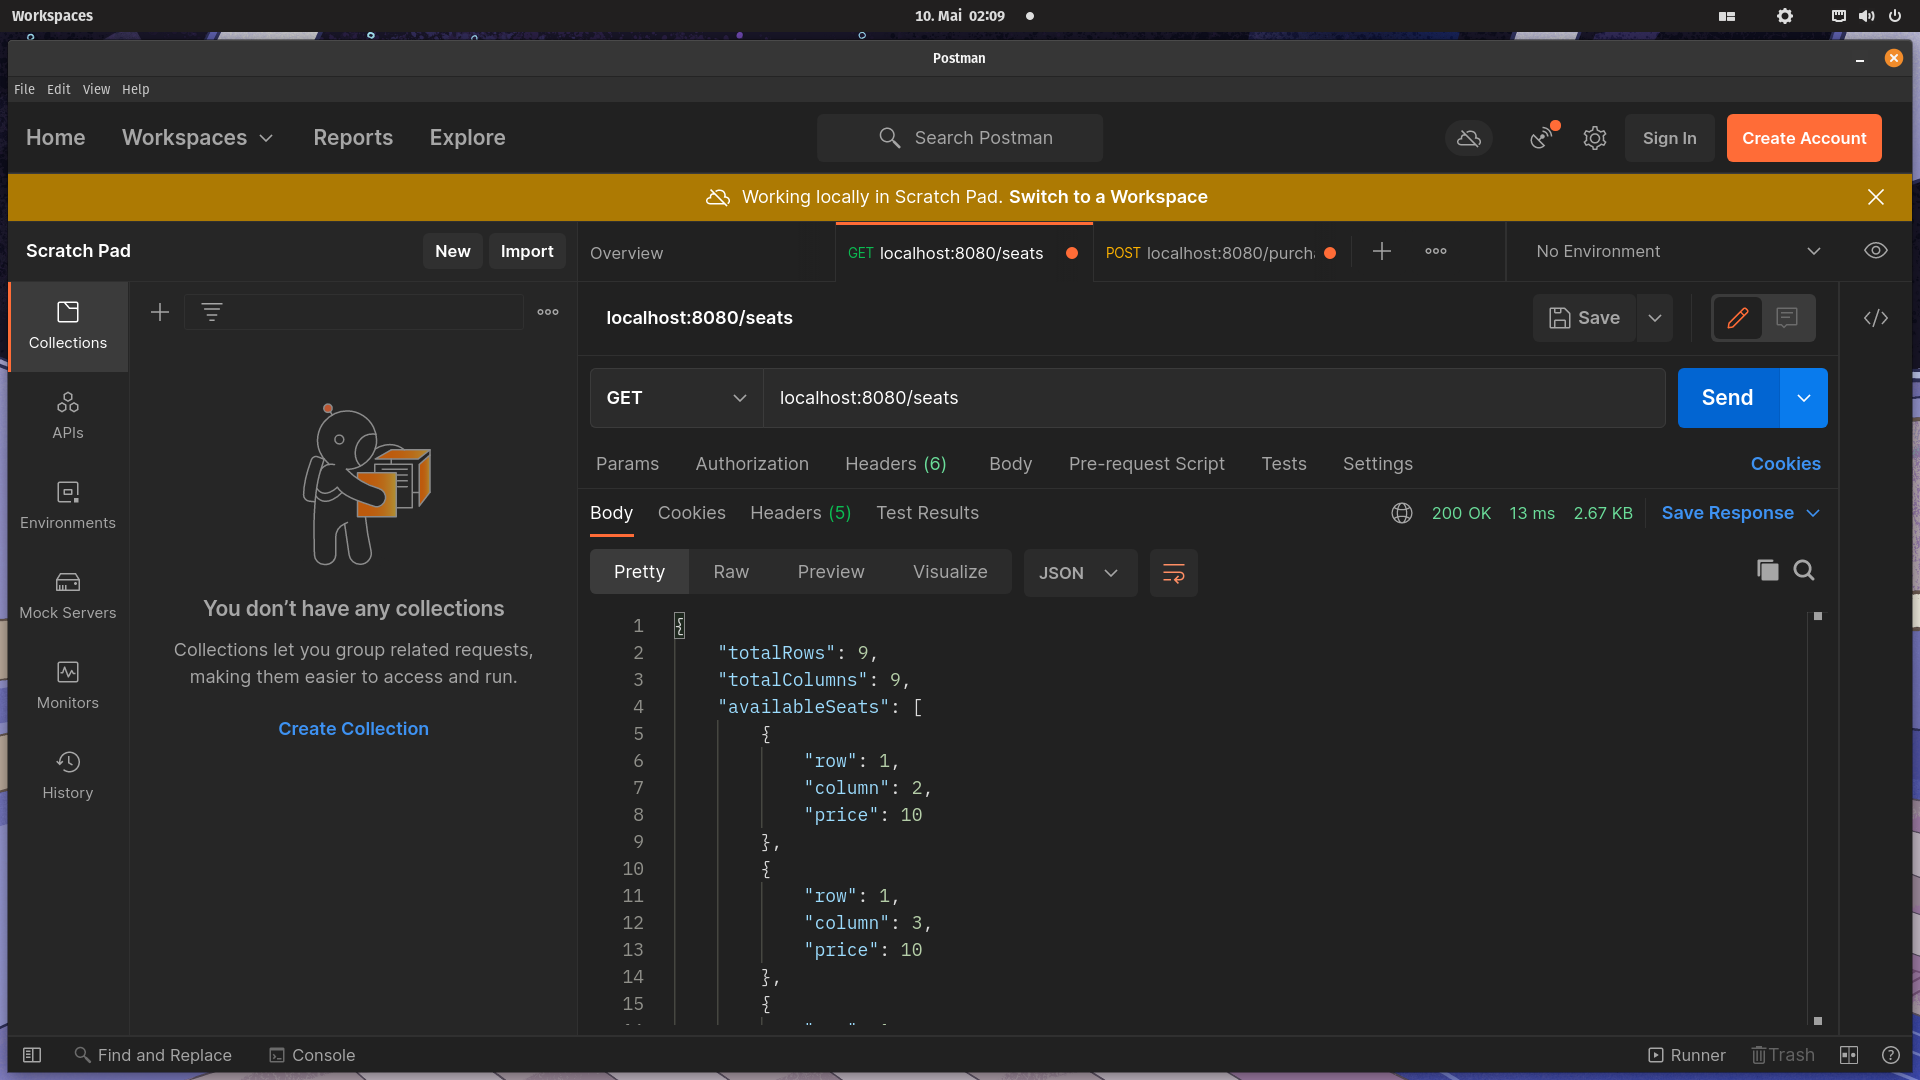 Workspaces
10. Mai 02:09
Postman
File Edit View Help
Home Workspaces Reports Explore
Search Postman
Sign In
Create Account
Working locally in Scratch Pad. Switch to a Workspace
Scratch Pad
New
Import
Overview
GET localhost:8080/seats
POST localhost:8080/purch
No Environment
Collections
APIs
Environments
Mock Servers
Monitors
History
You don’t have any collections
Collections let you group related requests,
making them easier to access and run.
Create Collection
localhost:8080/seats
Save
GET
localhost:8080/seats
Send
Params Authorization Headers (6) Body Pre-request Script Tests Settings
Cookies
Body Cookies Headers (5) Test Results
200 OK 13 ms 2.67 KB
Save Response
Pretty Raw Preview Visualize
JSON
1 {
2 "totalRows": 9,
3 "totalColumns": 9,
4 "availableSeats": [
5 {
6 "row": 1,
7 "column": 2,
8 "price": 10
9 },
10 {
11 "row": 1,
12 "column": 3,
13 "price": 10
14 },
15 {
Find and Replace
Console
Runner
Trash